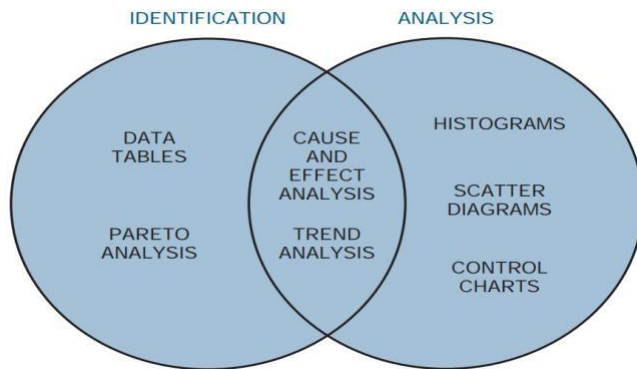 IDENTIFICATION
ANALYSIS
DATA
TABLES
PARETO
ANALYSIS
CAUSE
AND
EFFECT
ANALYSIS
TREND
ANALYSIS
HISTOGRAMS
SCATTER
DIAGRAMS
CONTROL
CHARTS